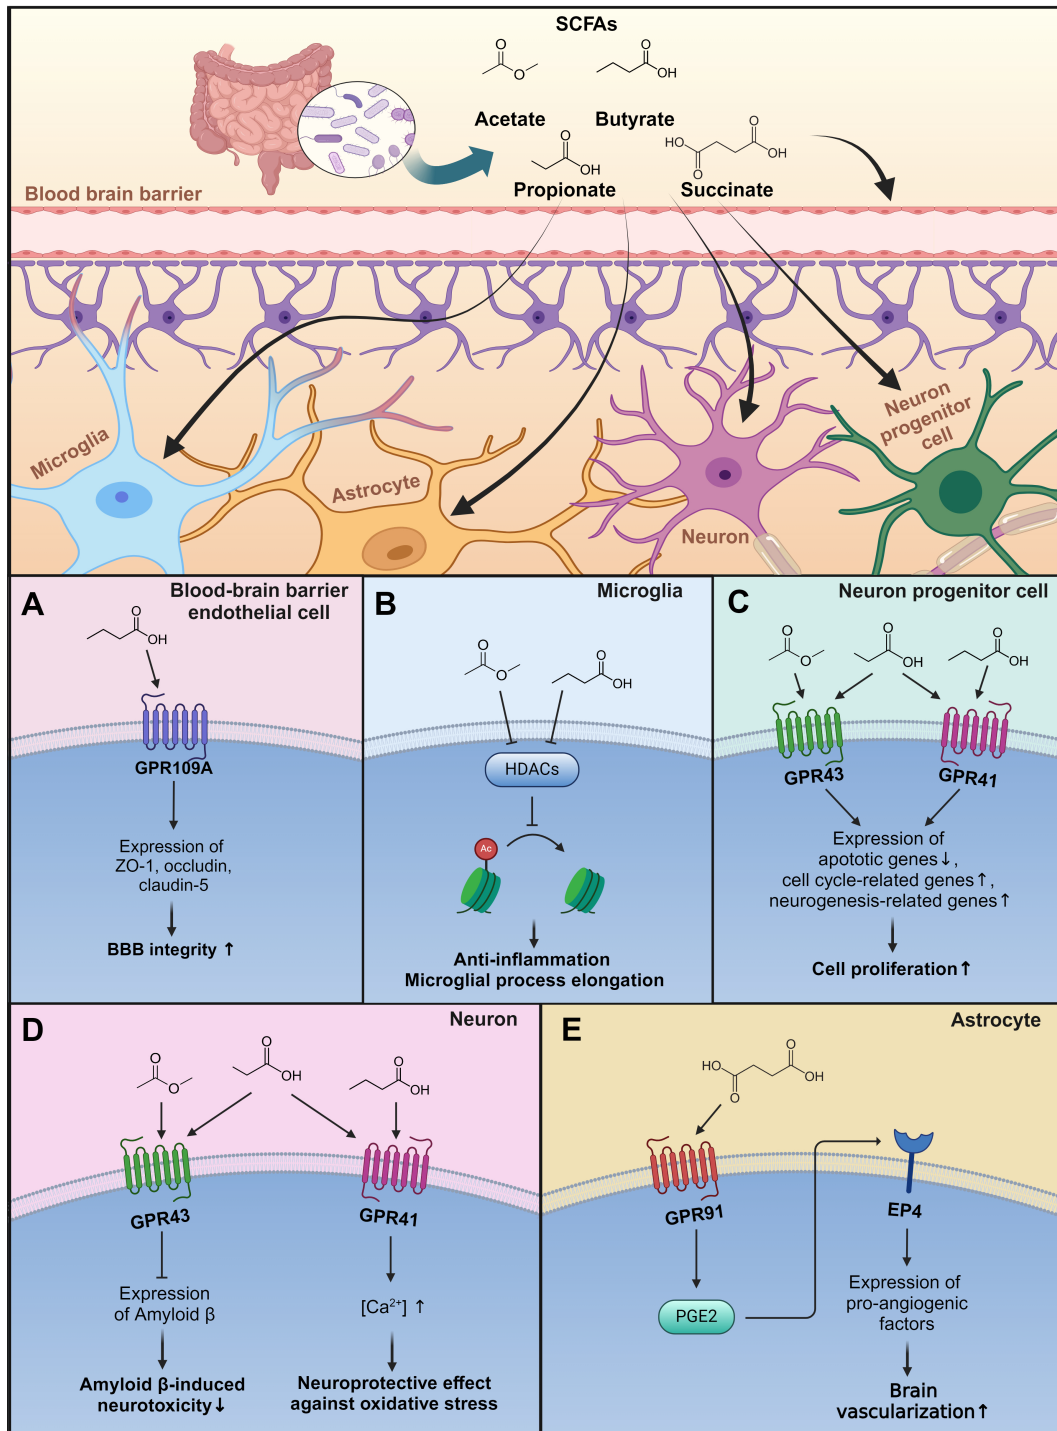 SCFAs
O
O
O
OH
Acetate
Butyrate
O
OH
O
HO
OH
O
Propionate
Succinate
Blood brain barrier
Microglia
Astrocyte
Neuron
Neuron
progenitor
cell
A
Blood-brain barrier
endothelial cell
O
OH
GPR109A
Expression of
ZO-1, occludin,
claudin-5
BBB integrity ↑
B
Microglia
O
O
O
OH
HDACs
Ac
Anti-inflammation
Microglial process elongation
C
Neuron progenitor cell
O
O
O
OH
O
OH
GPR43
GPR41
Expression of
apototic genes↓,
cell cycle-related genes↑,
neurogenesis-related genes↑
Cell proliferation↑
D
Neuron
O
O
O
OH
O
OH
GPR43
GPR41
Expression
of Amyloid β
[Ca²⁺] ↑
Amyloid β-induced
neurotoxicity↓
Neuroprotective effect
against oxidative stress
E
Astrocyte
O
HO
OH
O
GPR91
EP4
PGE2
Expression of
pro-angiogenic
factors
Brain
vascularization↑